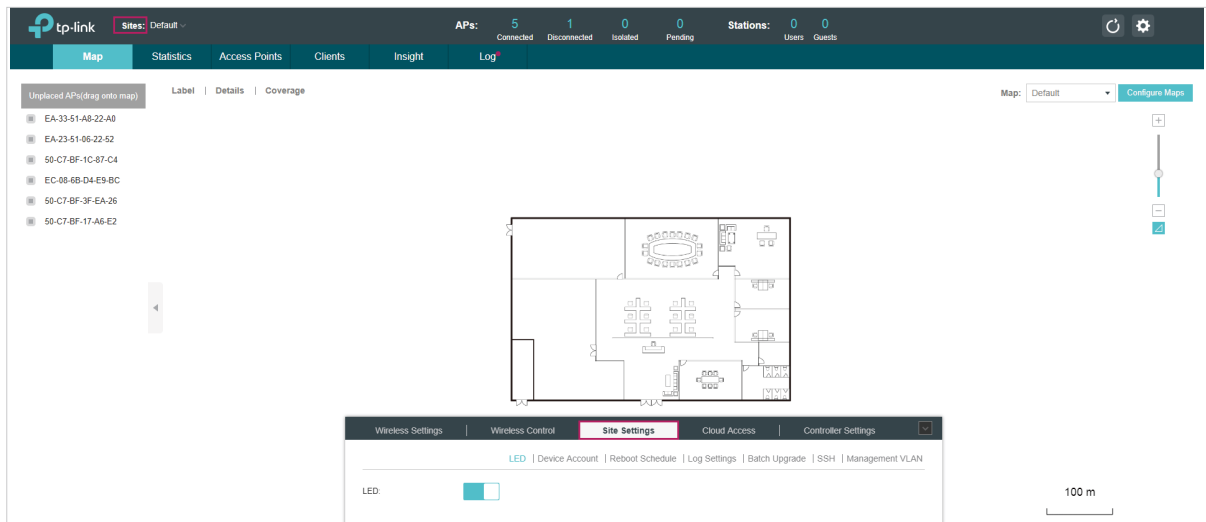 tp-link Sites: Default APs: 5 1 0 0 Stations: 0 0
Connected Disconnected Isolated Pending Users Guests
Map Statistics Access Points Clients Insight Log
Unplaced APs(drag onto map) Label | Details | Coverage Map: Default Configure Maps
EA-33-51-A8-22-A0
EA-23-51-06-22-52
50-C7-BF-1C-87-C4
EC-08-6B-D4-E9-BC
50-C7-BF-3F-EA-26
50-C7-BF-17-A6-E2
Wireless Settings | Wireless Control Site Settings Cloud Access | Controller Settings
LED | Device Account | Reboot Schedule | Log Settings | Batch Upgrade | SSH | Management VLAN
LED:
100 m